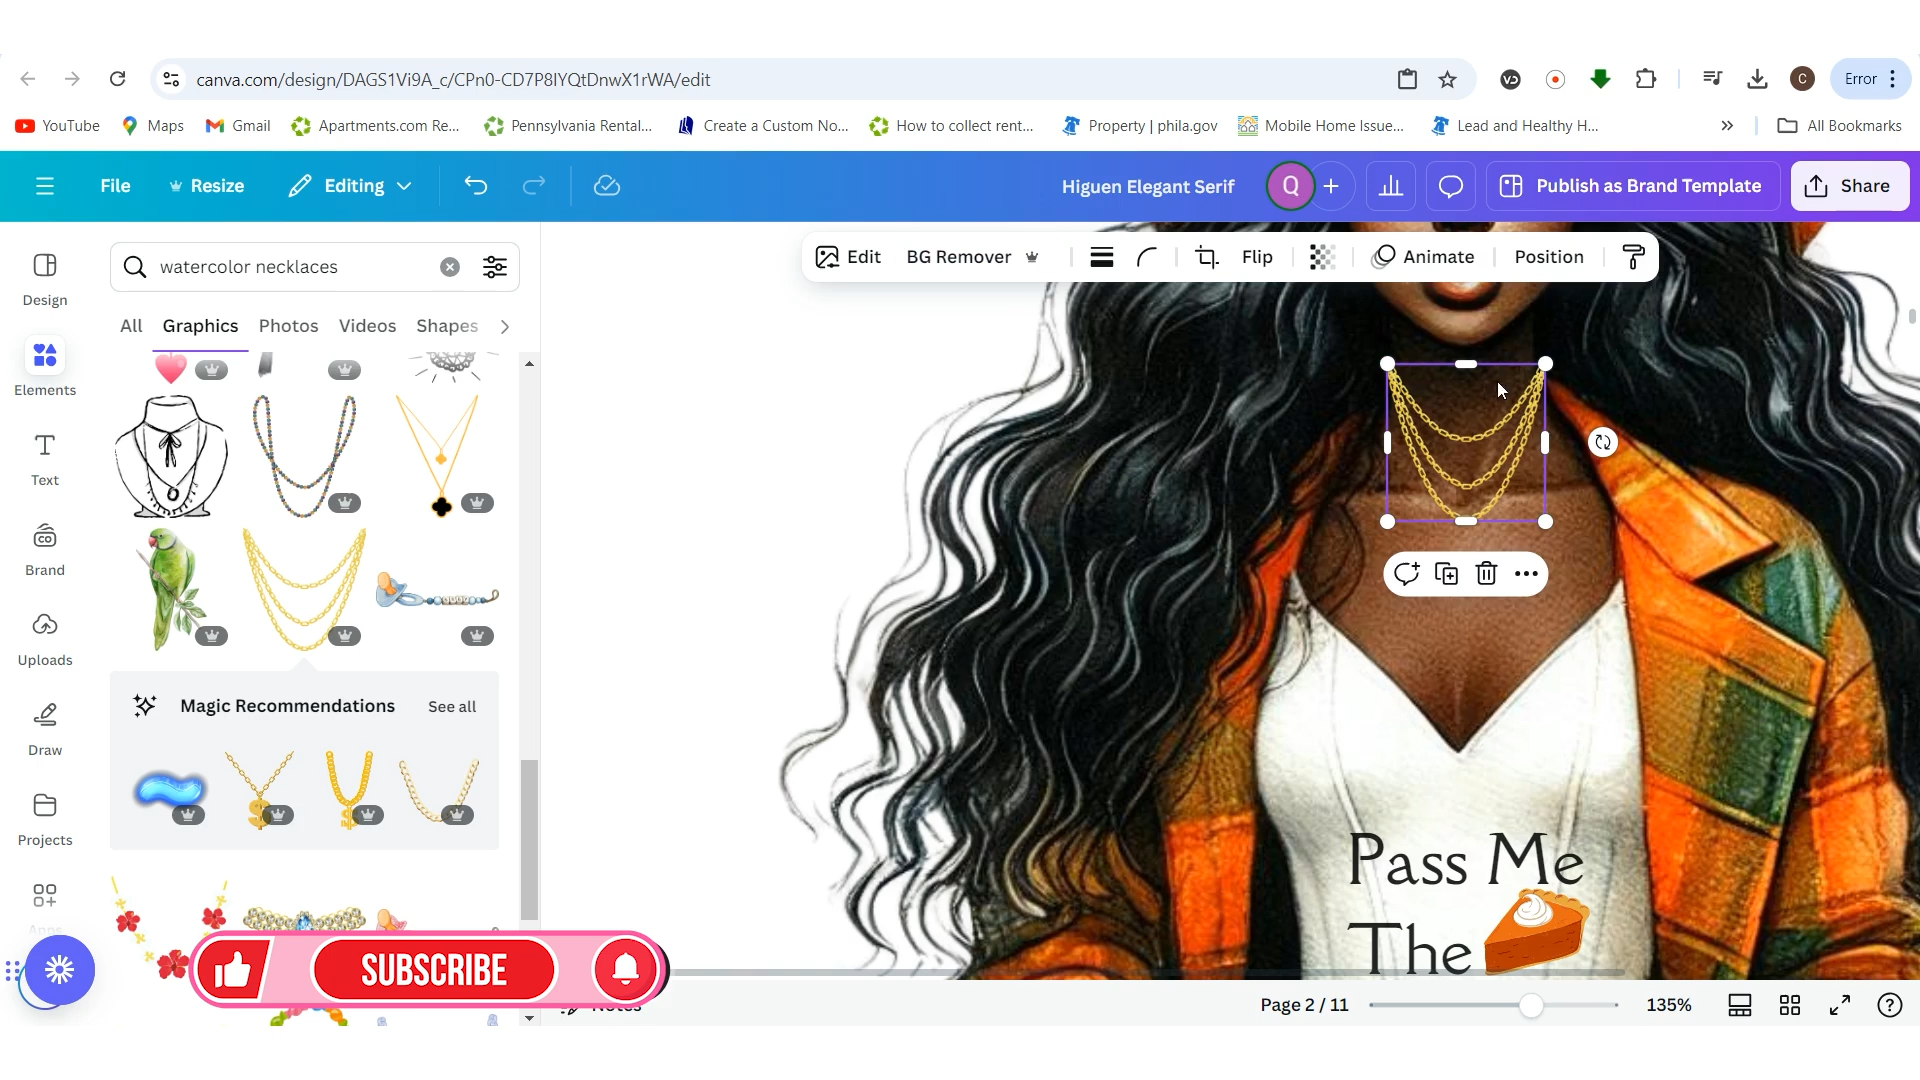 canva.com/design/DAGS1Vi9A_c/CPn0-CD7P8IYQtDnwX1rWA/edit
Error
YouTube
Maps
Gmail
Apartments.com Re...
Pennsylvania Rental...
Create a Custom No...
How to collect rent...
Property | phila.gov
Mobile Home Issue...
Lead and Healthy H...
All Bookmarks
File
Resize
Editing
Higuen Elegant Serif
Q
Publish as Brand Template
Share
Design
Elements
Text
Brand
Uploads
Draw
Projects
Apps
watercolor necklaces
All
Graphics
Photos
Videos
Shapes
Magic Recommendations
See all
Edit
BG Remover
Flip
Animate
Position
Pass Me
The
SUBSCRIBE
Notes
Page 2 / 11
135%